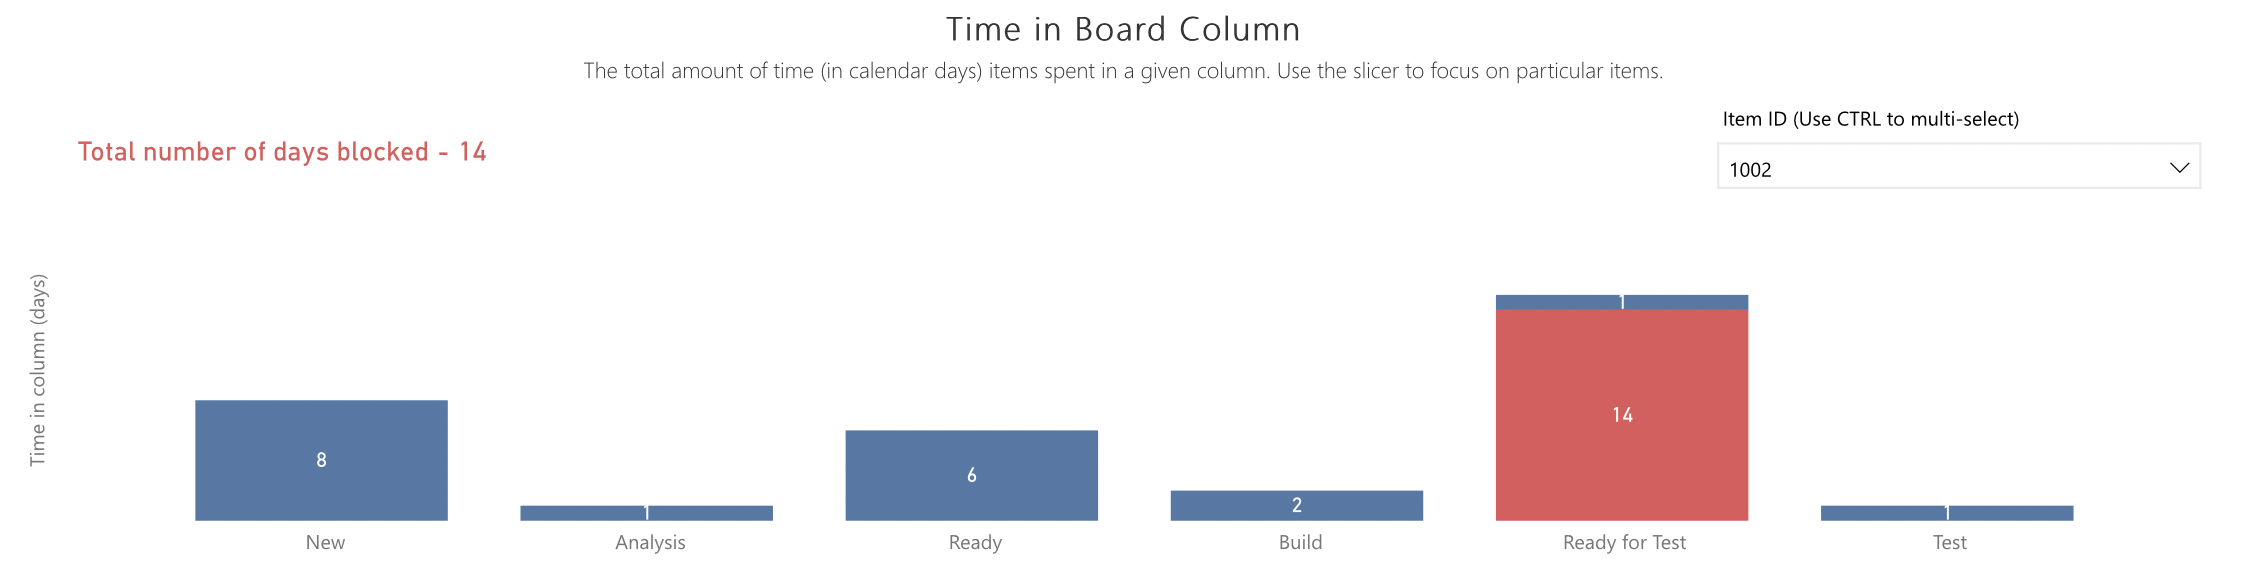 Time in Board Column
The total amount of time (in calendar days) items spent in a given column. Use the slicer to focus on particular items.
Item ID (Use CTRL to multi-select)
Total number of days blocked - 14
1002
Time in column (days)
8
1
6
2
1
14
1
New
Analysis
Ready
Build
Ready for Test
Test